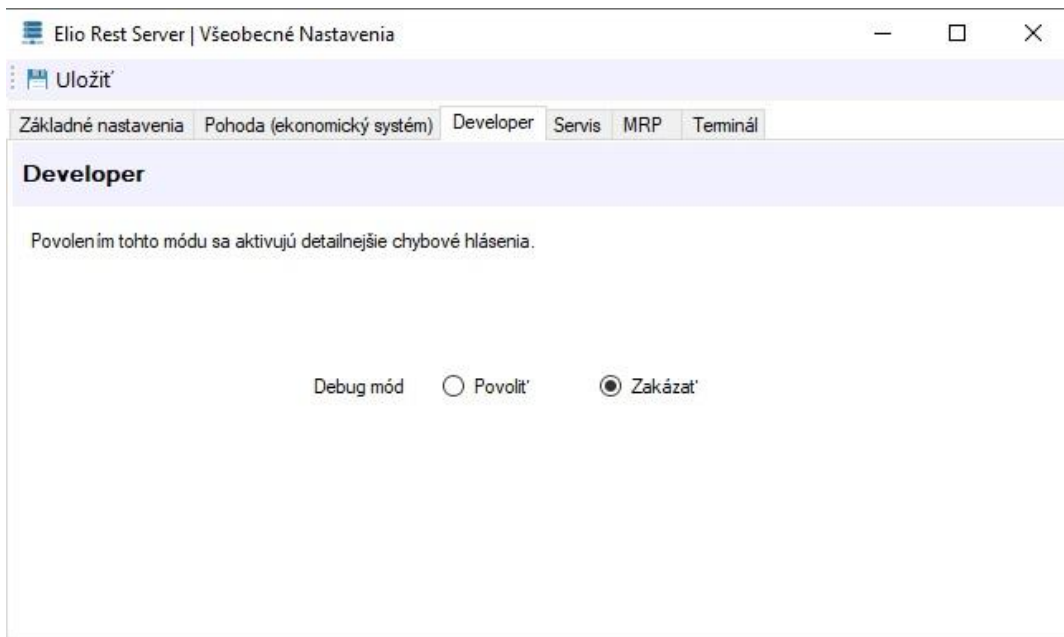 Elio Rest Server | Všeobecné Nastavenia
Uložiť
Základné nastavenia Pohoda (ekonomický systém) Developer Servis MRP Terminál
Developer
Povolením tohto módu sa aktivujú detailnejšie chybové hlásenia.
Debug mód Povoliť Zakázať